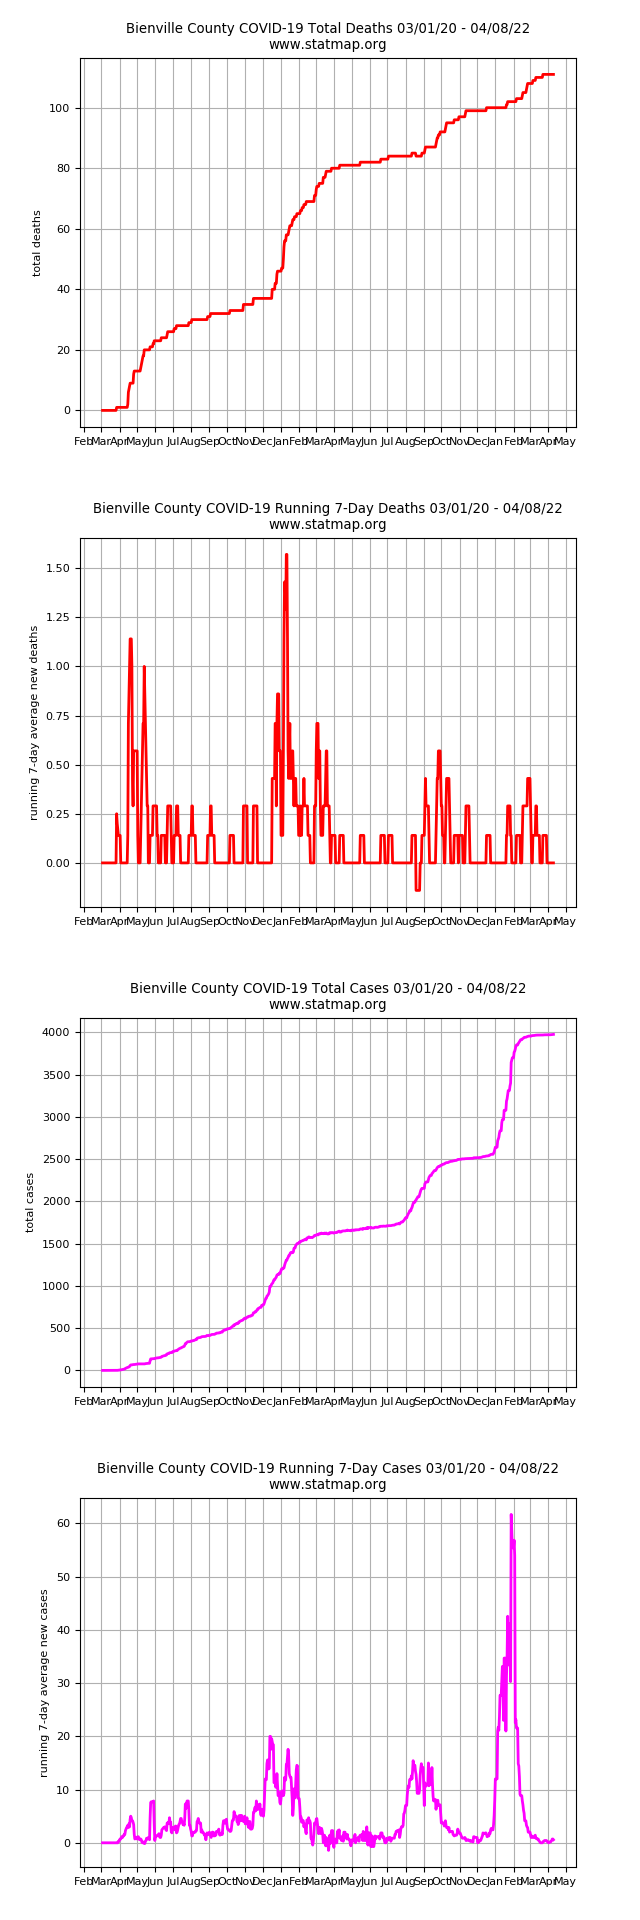 Bienville County COVID-19 Total Deaths 03/01/20 - 04/08/22
www.statmap.org
total deaths
100
80
60
40
20
0
Feb Mar Apr May Jun Jul Aug Sep Oct Nov Dec Jan Feb Mar Apr May Jun Jul Aug Sep Oct Nov Dec Jan Feb Mar Apr May
Bienville County COVID-19 Running 7-Day Deaths 03/01/20 - 04/08/22
www.statmap.org
running 7-day average new deaths
1.50
1.25
1.00
0.75
0.50
0.25
0.00
Feb Mar Apr May Jun Jul Aug Sep Oct Nov Dec Jan Feb Mar Apr May Jun Jul Aug Sep Oct Nov Dec Jan Feb Mar Apr May
Bienville County COVID-19 Total Cases 03/01/20 - 04/08/22
www.statmap.org
total cases
4000
3500
3000
2500
2000
1500
1000
500
0
Feb Mar Apr May Jun Jul Aug Sep Oct Nov Dec Jan Feb Mar Apr May Jun Jul Aug Sep Oct Nov Dec Jan Feb Mar Apr May
Bienville County COVID-19 Running 7-Day Cases 03/01/20 - 04/08/22
www.statmap.org
running 7-day average new cases
60
50
40
30
20
10
0
Feb Mar Apr May Jun Jul Aug Sep Oct Nov Dec Jan Feb Mar Apr May Jun Jul Aug Sep Oct Nov Dec Jan Feb Mar Apr May